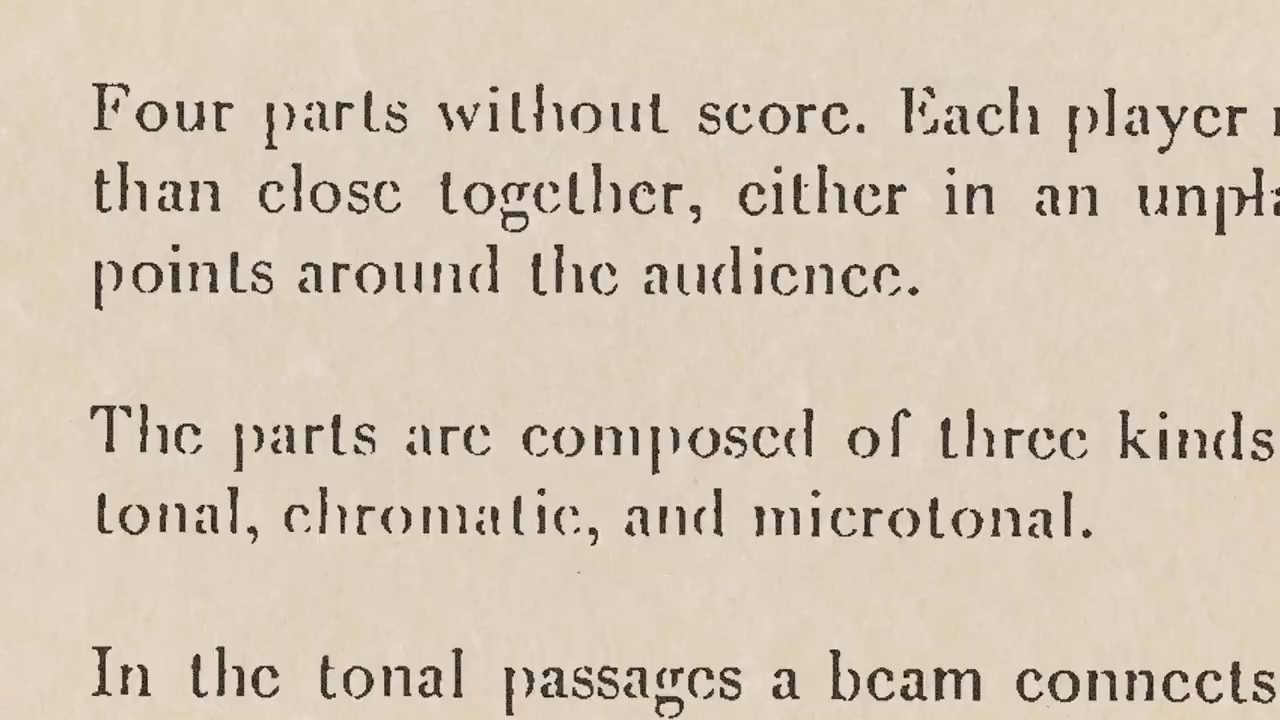 Four parts without score. Each player
than close together, either in an unpla
points around the audience.
The parts are composed of three kinds
tonal, chromatic, and microtonal.
In the tonal passages a beam connects